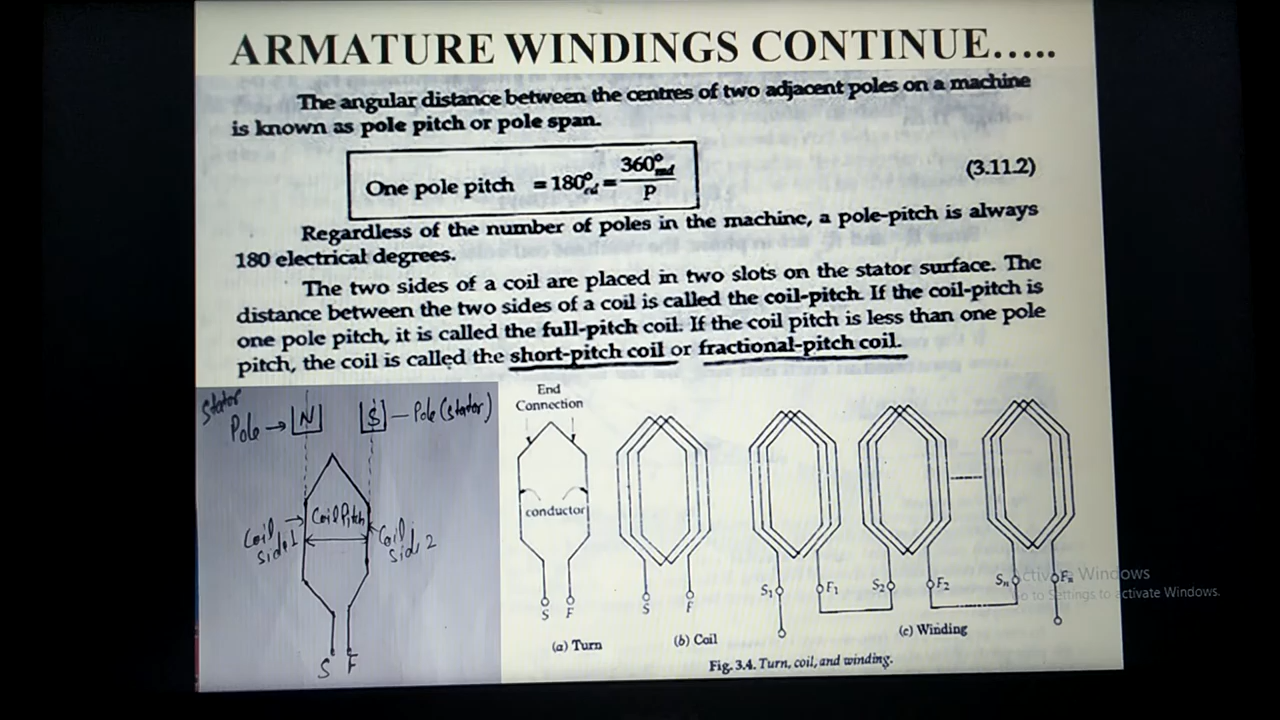 ARMATURE WINDINGS CONTINUE…..
The angular distance between the centres of two adjacent poles on a machine
is known as pole pitch or pole span.
One pole pitch = 180°ed = 360°md / P
(3.11.2)
Regardless of the number of poles in the machine, a pole-pitch is always
180 electrical degrees.
The two sides of a coil are placed in two slots on the stator surface. The
distance between the two sides of a coil is called the coil-pitch. If the coil-pitch is
one pole pitch, it is called the full-pitch coil. If the coil pitch is less than one pole
pitch, the coil is called the short-pitch coil or fractional-pitch coil.
Stator
Pole → N
S — Pole (stator)
Coil Pitch
Coil side 1
Coil side 2
S F
End
Connection
conductor
S F
(a) Turn
S F
(b) Coil
S1 F1 S2 F2 Sn Fn
(c) Winding
Fig. 3.4. Turn, coil, and winding.
Activate Windows
Go to Settings to activate Windows.